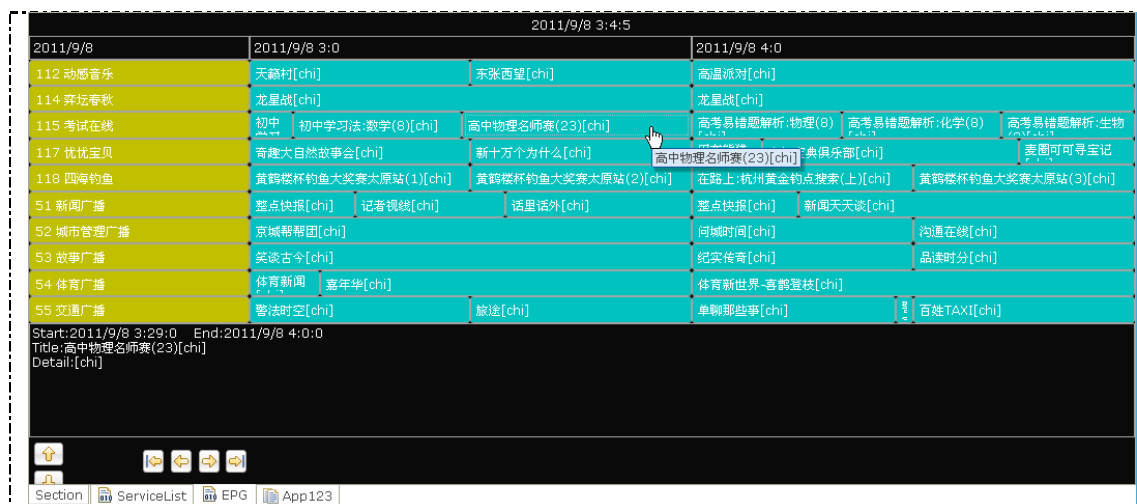 2011/9/8 3:4:5
2011/9/8 2011/9/8 3:0 2011/9/8 4:0
112 动感音乐 天籁村[chi] 东张西望[chi] 高温派对[chi]
114 弈坛春秋 龙星战[chi] 龙星战[chi]
115 考试在线 初中 初中学习法:数学(8)[chi] 高中物理名师赛(23)[chi] 高考易错题解析:物理(8) 高考易错题解析:化学(8) 高考易错题解析:生物
117 优优宝贝 奇趣大自然故事会[chi] 新十万个为什么[chi] 典俱乐部[chi] 麦圈可可寻宝记
高中物理名师赛(23)[chi]
118 四海钓鱼 黄鹤楼杯钓鱼大奖赛太原站(1)[chi] 黄鹤楼杯钓鱼大奖赛太原站(2)[chi] 在路上:杭州黄金钓点搜索(上)[chi] 黄鹤楼杯钓鱼大奖赛太原站(3)[chi]
51 新闻广播 整点快报[chi] 记者视线[chi] 话里话外[chi] 整点快报[chi] 新闻天天谈[chi]
52 城市管理广播 京城帮帮团[chi] 问城时间[chi] 沟通在线[chi]
53 故事广播 笑谈古今[chi] 纪实传奇[chi] 品读时分[chi]
54 体育广播 体育新闻 嘉年华[chi] 体育新世界-喜鹊登枝[chi]
55 交通广播 警法时空[chi] 旅途[chi] 单聊那些事[chi] 百姓TAXI[chi]
Start:2011/9/8 3:29:0 End:2011/9/8 4:0:0
Title:高中物理名师赛(23)[chi]
Detail:[chi]
Section ServiceList EPG App123